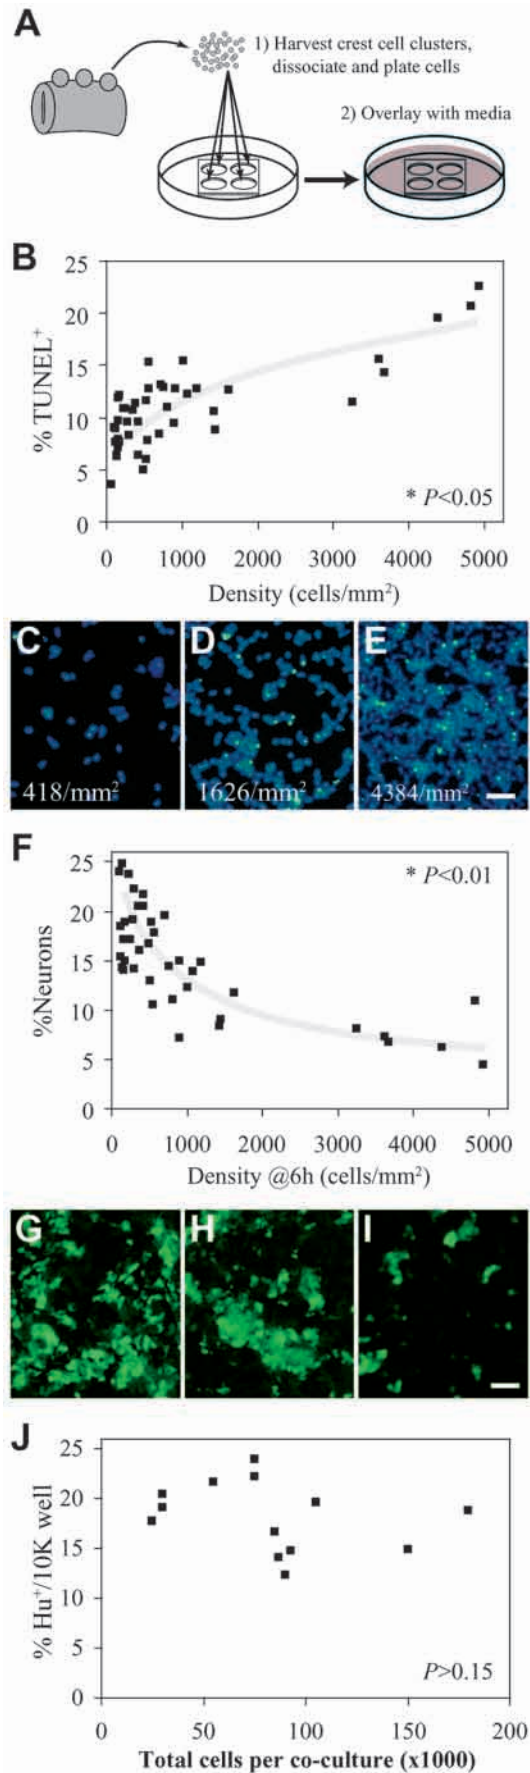 A
1) Harvest crest cell clusters,
dissociate and plate cells
2) Overlay with media
B
25
20
15
10
5
0
% TUNEL⁺
* P<0.05
0 1000 2000 3000 4000 5000
Density (cells/mm²)
C D E
418/mm² 1626/mm² 4384/mm²
F
25
20
15
10
5
0
%Neurons
* P<0.01
0 1000 2000 3000 4000 5000
Density @6h (cells/mm²)
G H I
J
25
20
15
10
5
0
% Hu⁺/10K well
P>0.15
0 50 100 150 200
Total cells per co-culture (x1000)